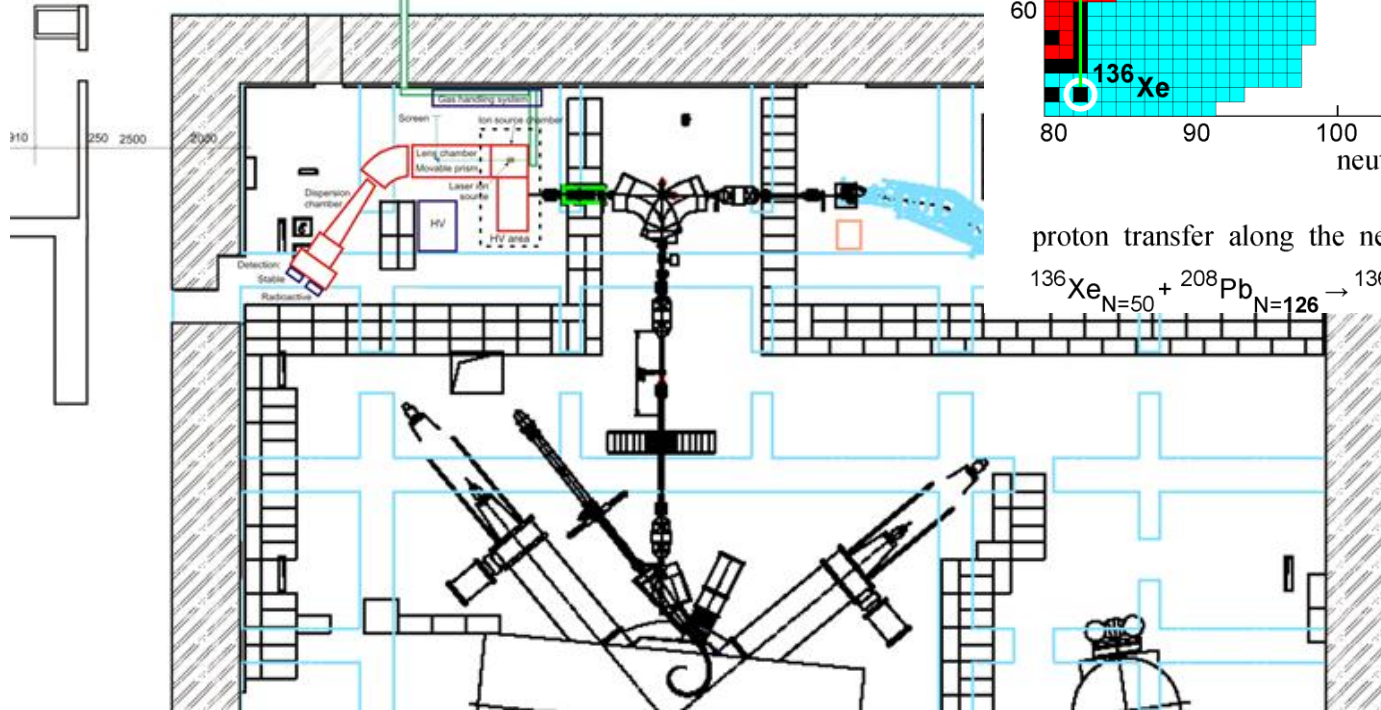 Gas handling system
Screen
Ion source chamber
910
250
2500
2000
Lens chamber
Movable prism
Laser ion
source
Dispersion
chamber
HV
HV area
Detection:
Stable
Radioactive
60
136Xe
80
90
100
neut
proton transfer along the ne
136XeN=50 + 208PbN=126 → 136